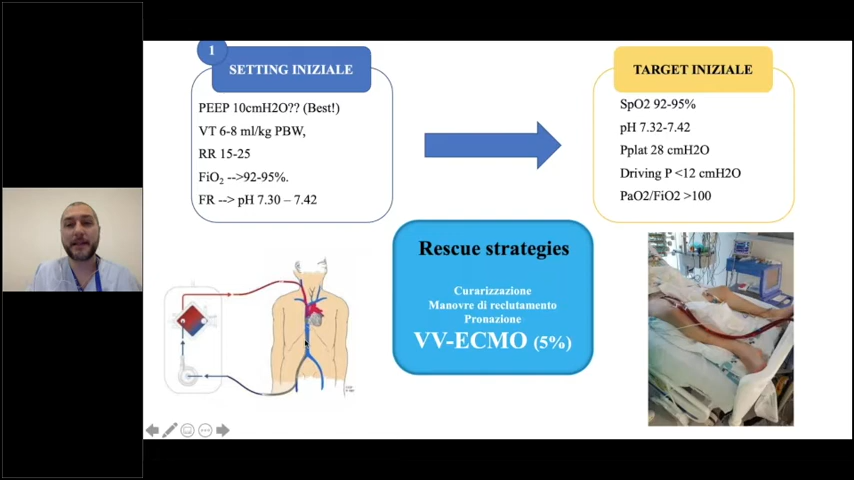 1
SETTING INIZIALE
PEEP 10cmH2O?? (Best!)
VT 6-8 ml/kg PBW,
RR 15-25
FiO₂ -->92-95%.
FR --> pH 7.30 – 7.42
TARGET INIZIALE
SpO2 92-95%
pH 7.32-7.42
Pplat 28 cmH2O
Driving P <12 cmH2O
PaO2/FiO2 >100
Rescue strategies
Curarizzazione
Manovre di reclutamento
Pronazione
VV-ECMO (5%)